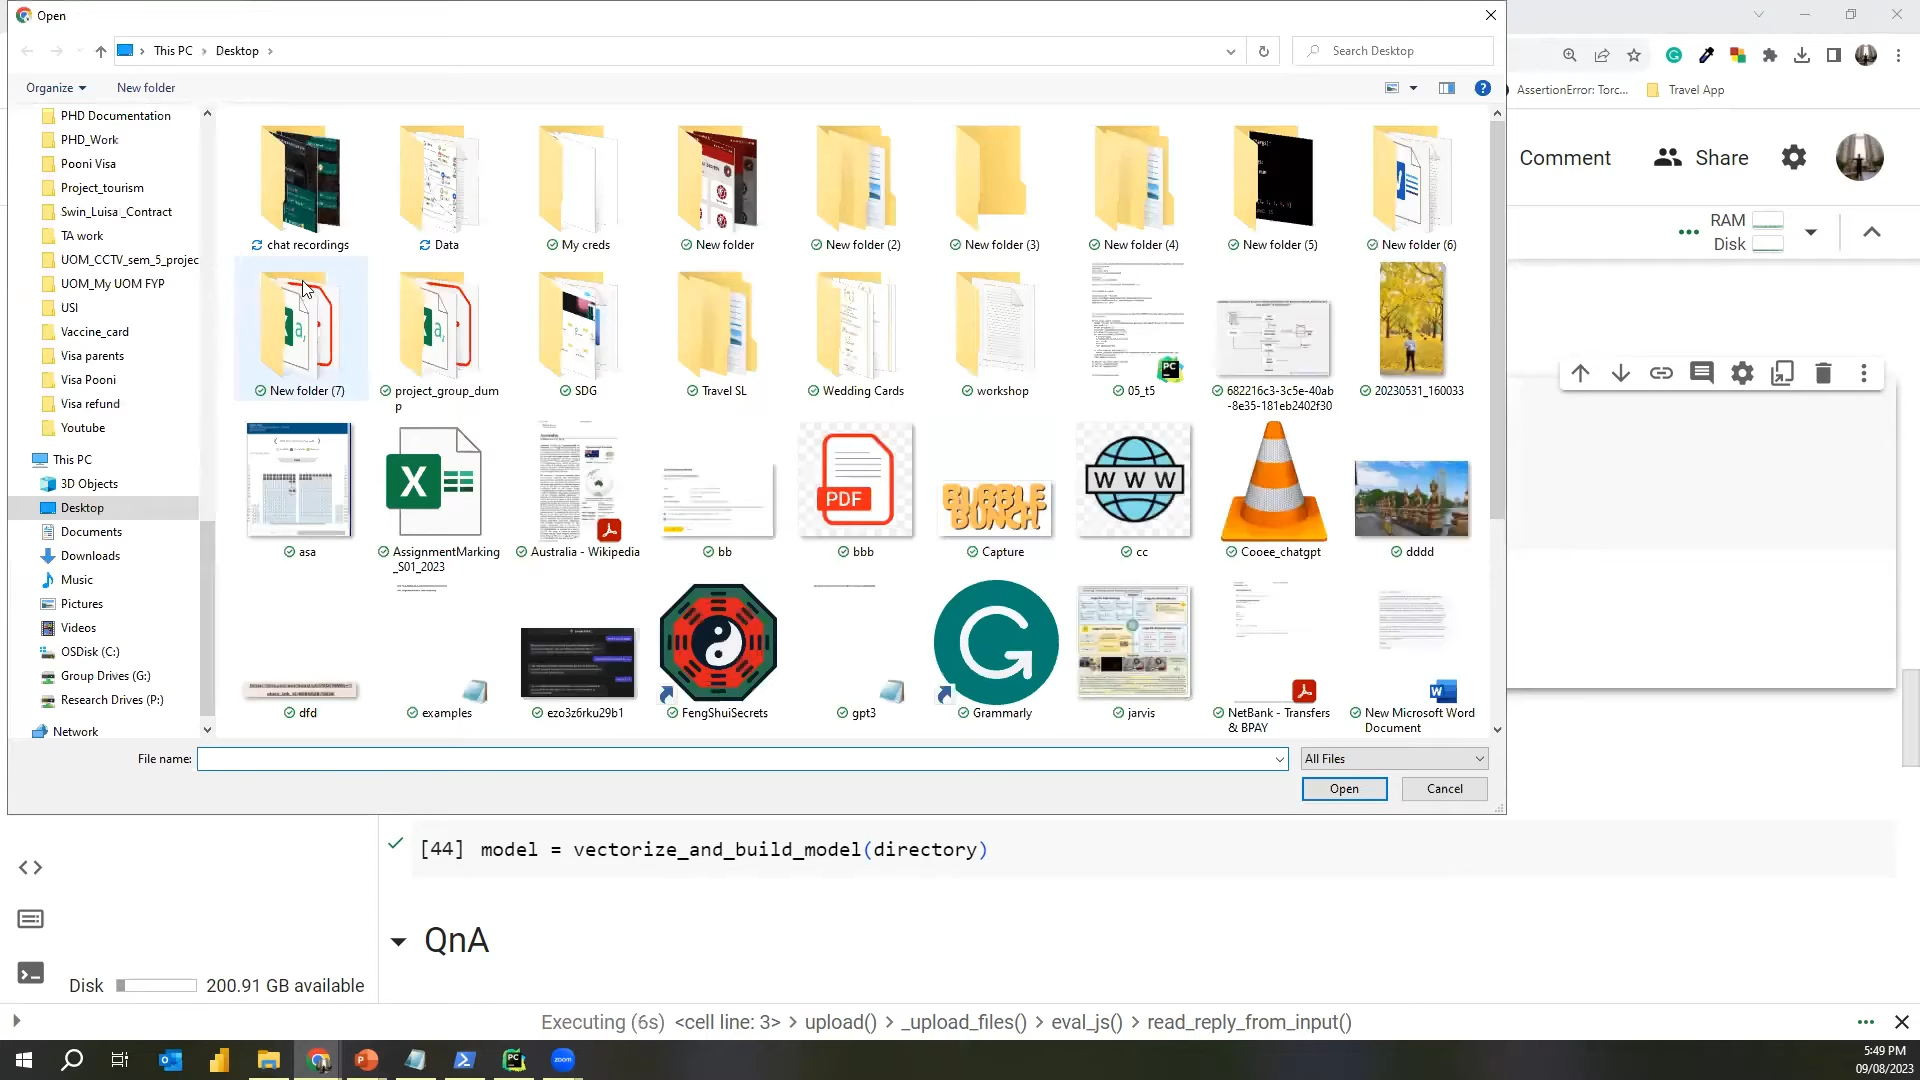 Open
This PC
Desktop
Search Desktop
Organize
New folder
PHD Documentation
PHD_Work
Pooni Visa
Project_tourism
Swin_Luisa_Contract
TA work
UOM_CCTV_sem_5_projec
UOM_My UOM FYP
USI
Vaccine_card
Visa parents
Visa Pooni
Visa refund
Youtube
This PC
3D Objects
Desktop
Documents
Downloads
Music
Pictures
Videos
OSDisk (C:)
Group Drives (G:)
Research Drives (P:)
Network
chat recordings
Data
My creds
New folder
New folder (2)
New folder (3)
New folder (4)
New folder (5)
New folder (6)
New folder (7)
project_group_dum
p
SDG
Travel SL
Wedding Cards
workshop
05_t5
682216c3-3c5e-40ab
-8e35-181eb2402f30
20230531_160033
PDF
BUBBLE
BUNCH
WWW
asa
AssignmentMarking
_S01_2023
Australia - Wikipedia
bb
bbb
Capture
cc
Cooee_chatgpt
dddd
dfd
examples
ezo3z6rku29b1
FengShuiSecrets
gpt3
Grammarly
jarvis
NetBank - Transfers
& BPAY
New Microsoft Word
Document
File name:
All Files
Open
Cancel
AssertionError: Torc...
Travel App
Comment
Share
RAM
Disk
[44] model = vectorize_and_build_model(directory)
QnA
Disk
200.91 GB available
Executing (6s) <cell line: 3> > upload() > _upload_files() > eval_js() > read_reply_from_input()
zoom
5:49 PM
09/08/2023